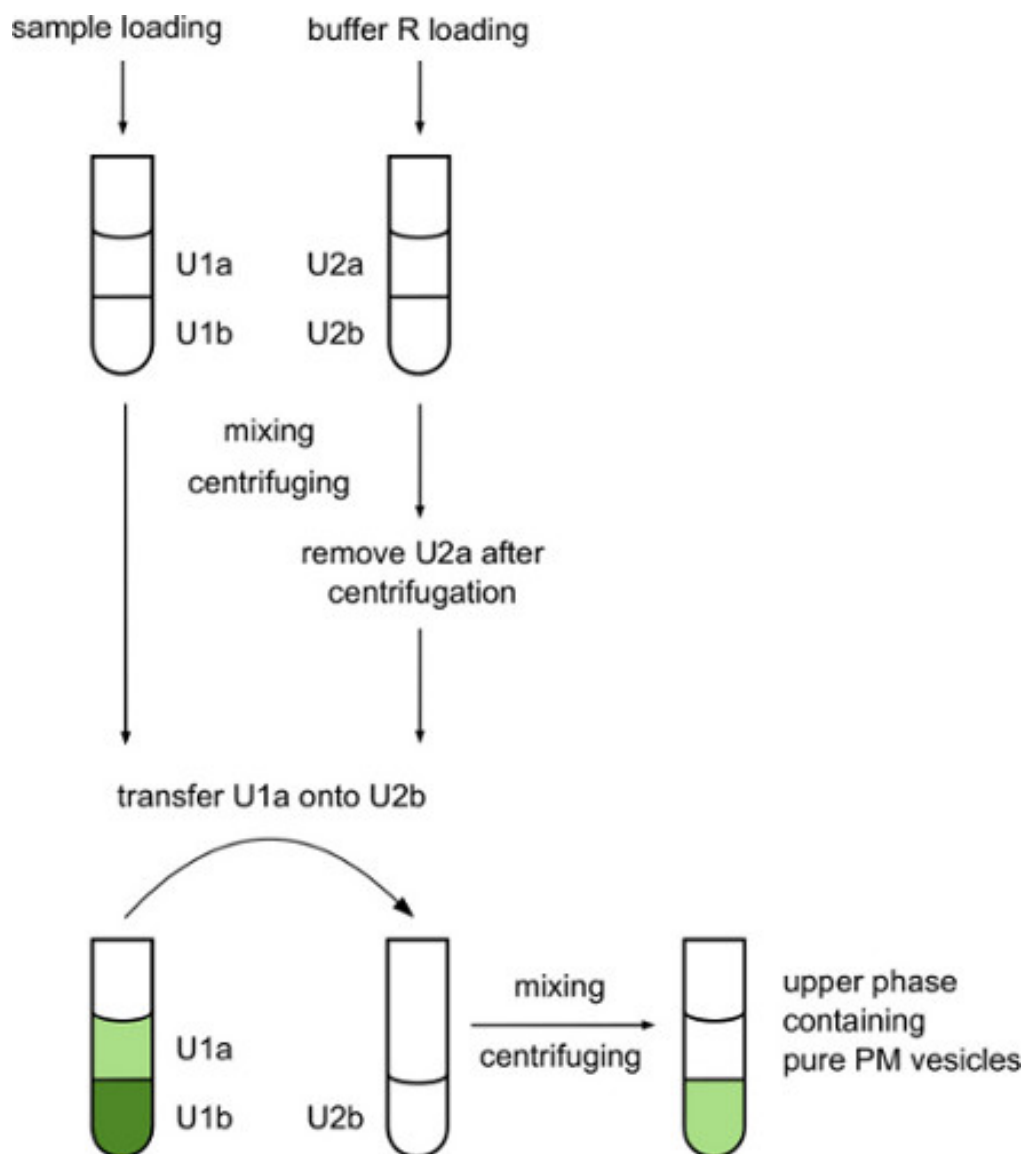 sample loading
buffer R loading
U1a
U2a
U1b
U2b
mixing
centrifuging
remove U2a after
centrifugation
transfer U1a onto U2b
U1a
U1b
U2b
mixing
centrifuging
upper phase
containing
pure PM vesicles